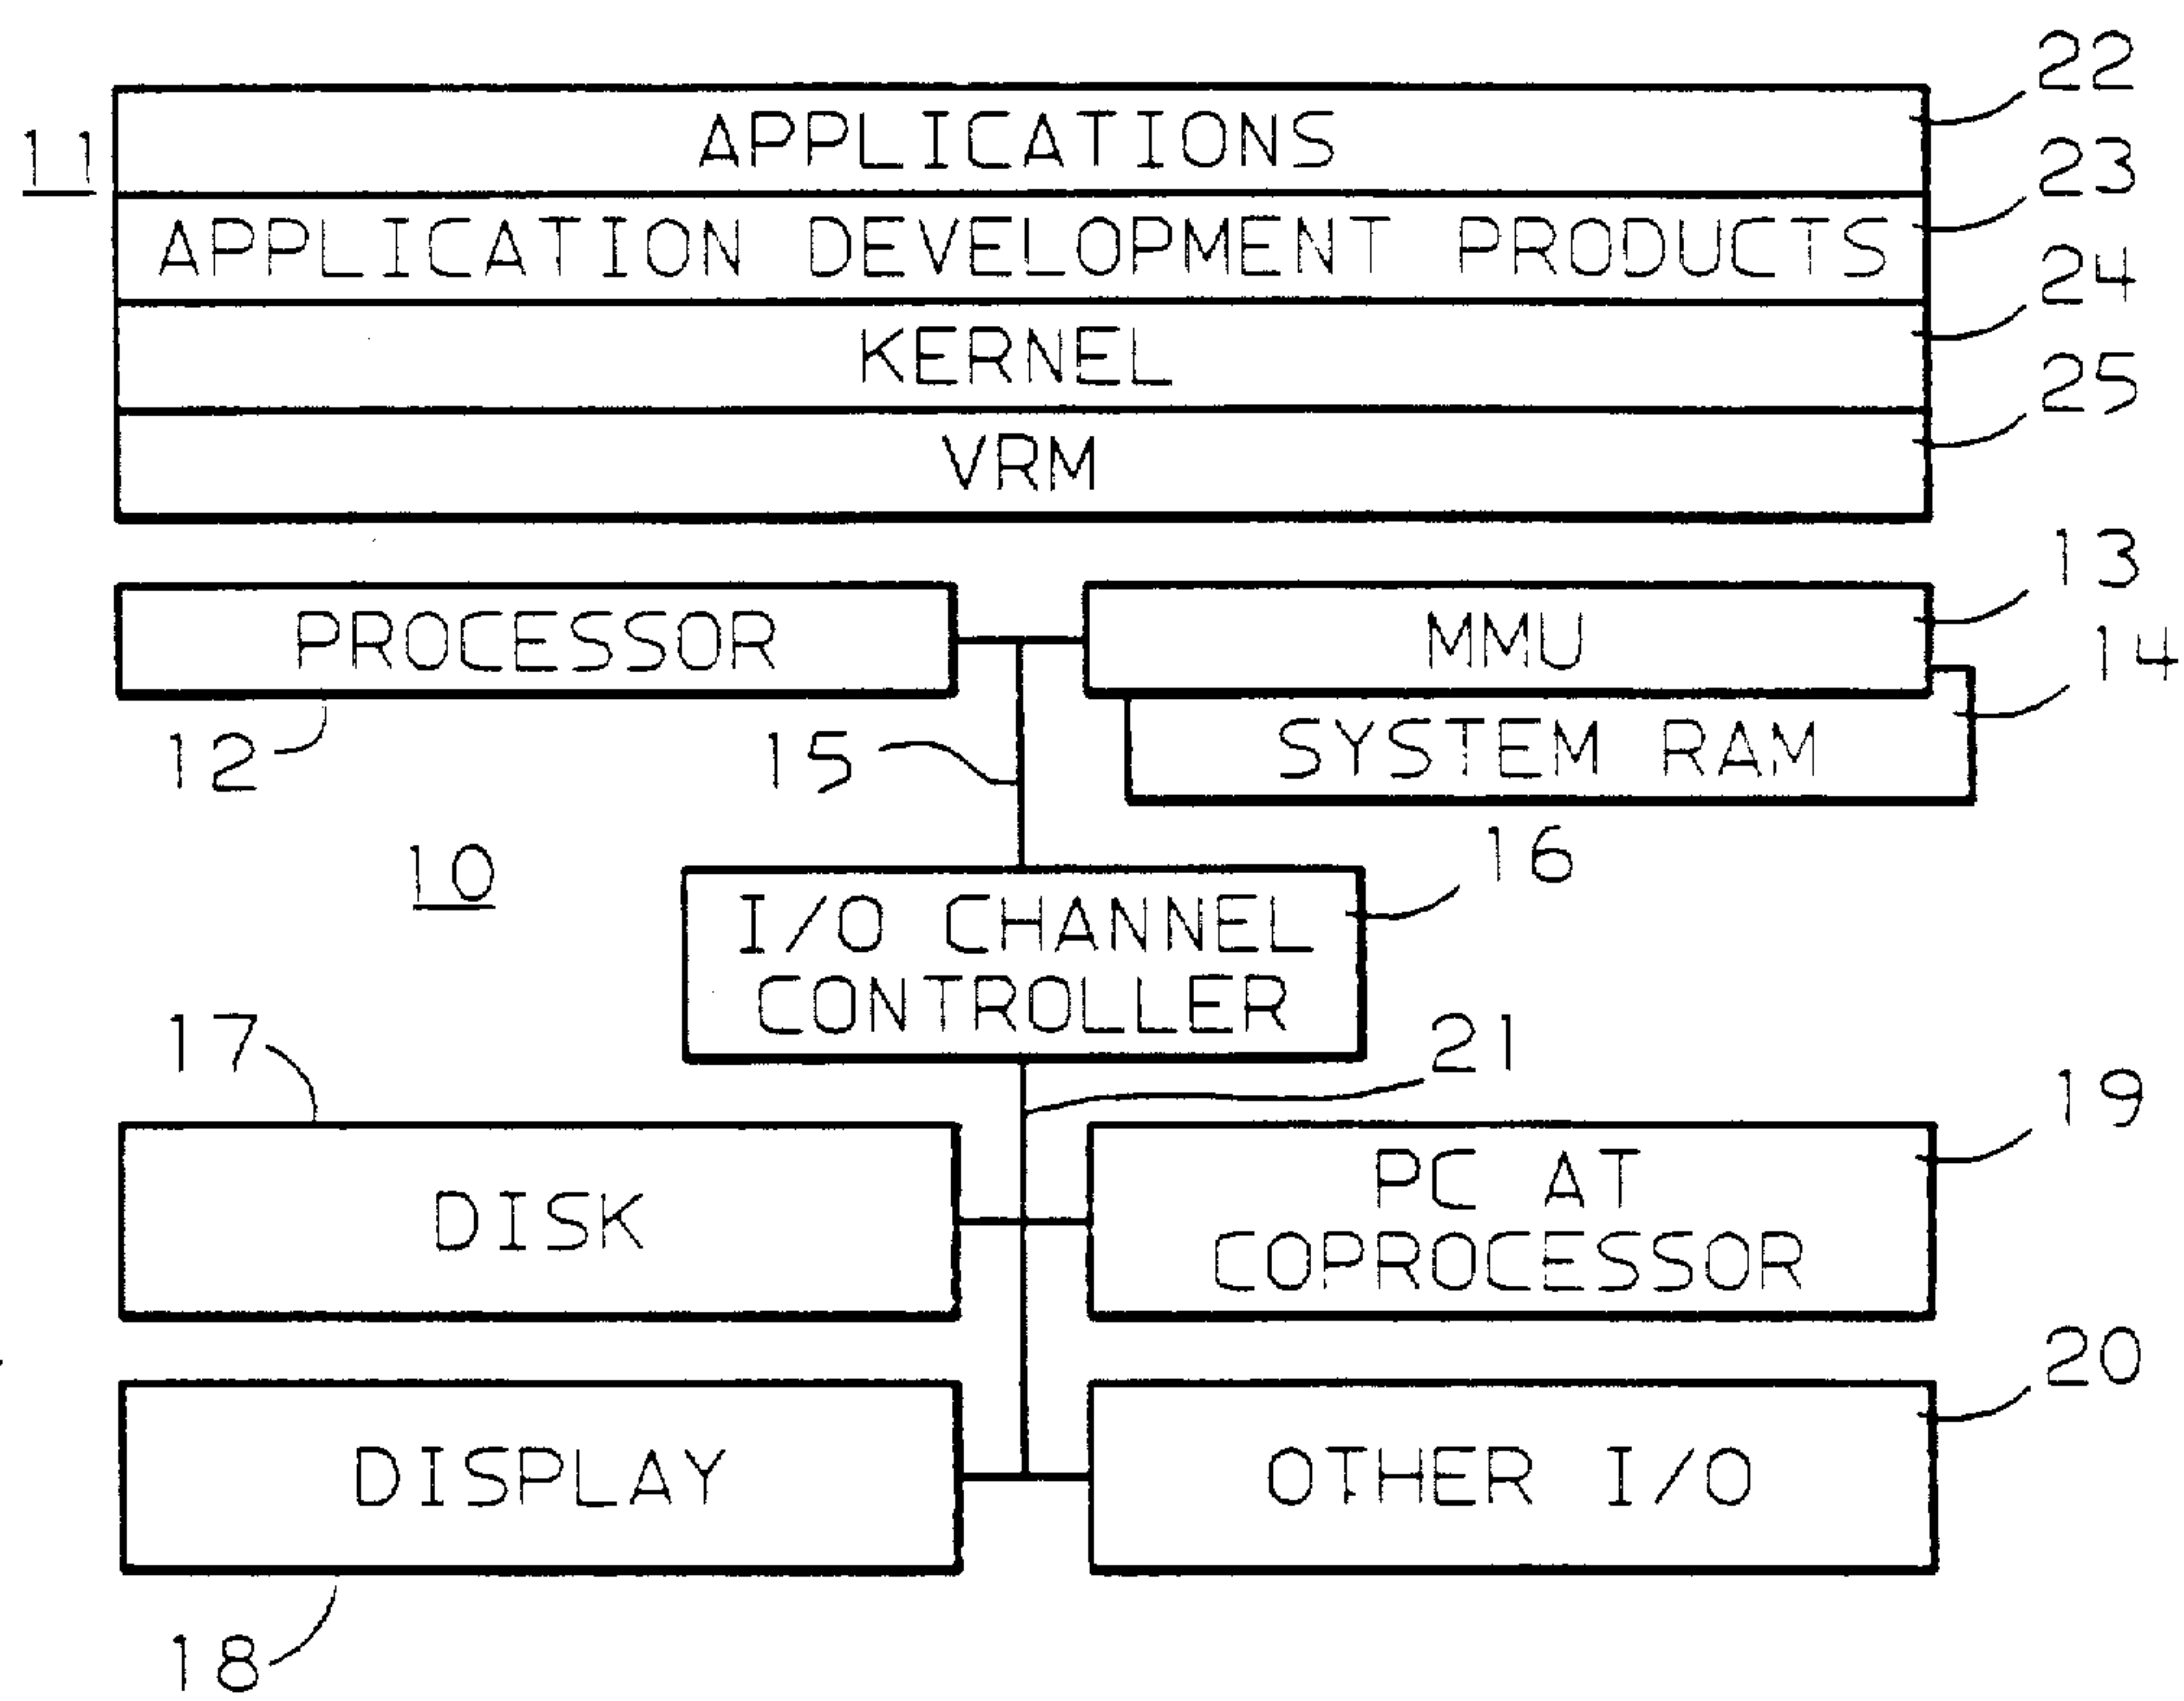 22
11
APPLICATIONS
23
APPLICATION DEVELOPMENT PRODUCTS
24
KERNEL
25
VRM
13
PROCESSOR
MMU
14
12
15
SYSTEM RAM
10
16
I/O CHANNEL
CONTROLLER
17
21
19
DISK
PC AT
COPROCESSOR
20
DISPLAY
OTHER I/O
18